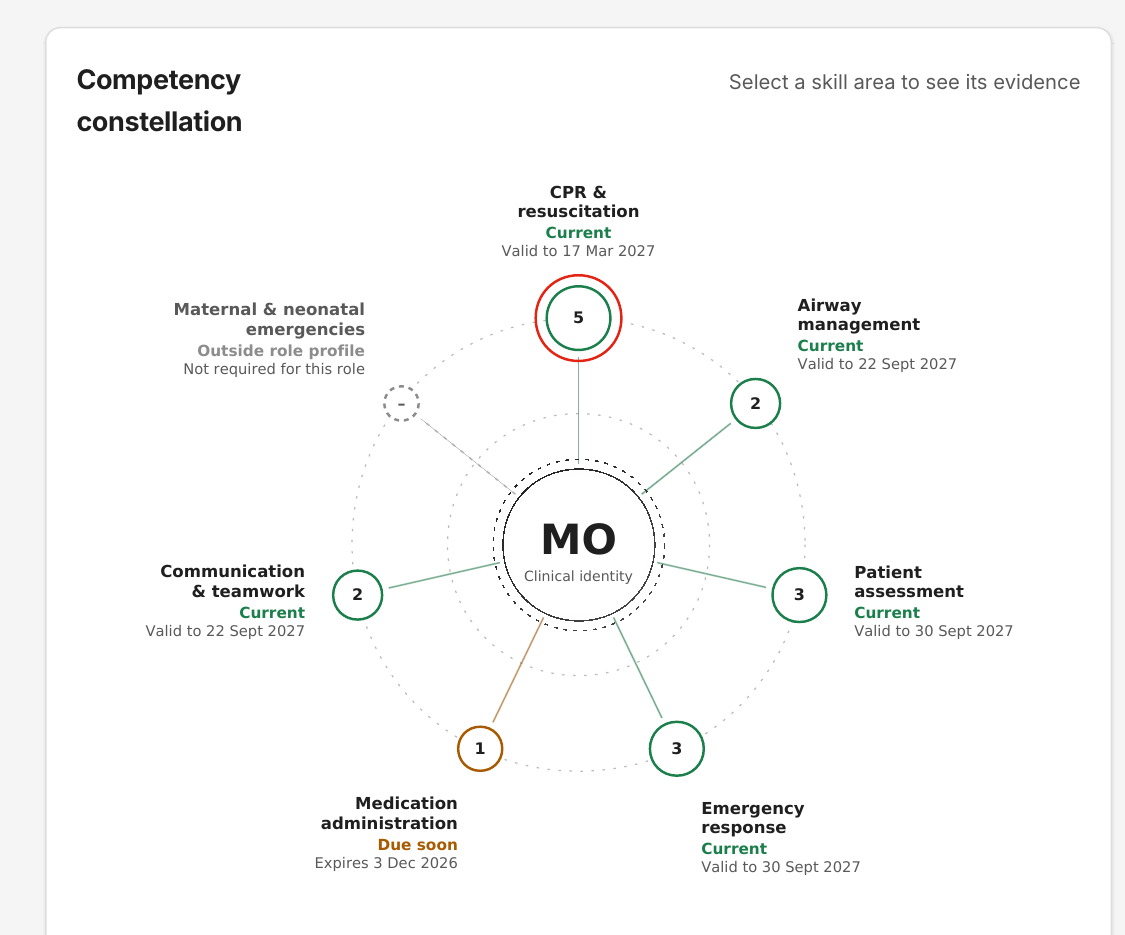 Competency
constellation
Select a skill area to see its evidence
CPR &
resuscitation
Current
Valid to 17 Mar 2027
5
Maternal & neonatal
emergencies
Outside role profile
Not required for this role
-
Airway
management
Current
Valid to 22 Sept 2027
2
MO
Clinical identity
Communication
& teamwork
Current
Valid to 22 Sept 2027
2
Patient
assessment
Current
Valid to 30 Sept 2027
3
1
Medication
administration
Due soon
Expires 3 Dec 2026
3
Emergency
response
Current
Valid to 30 Sept 2027